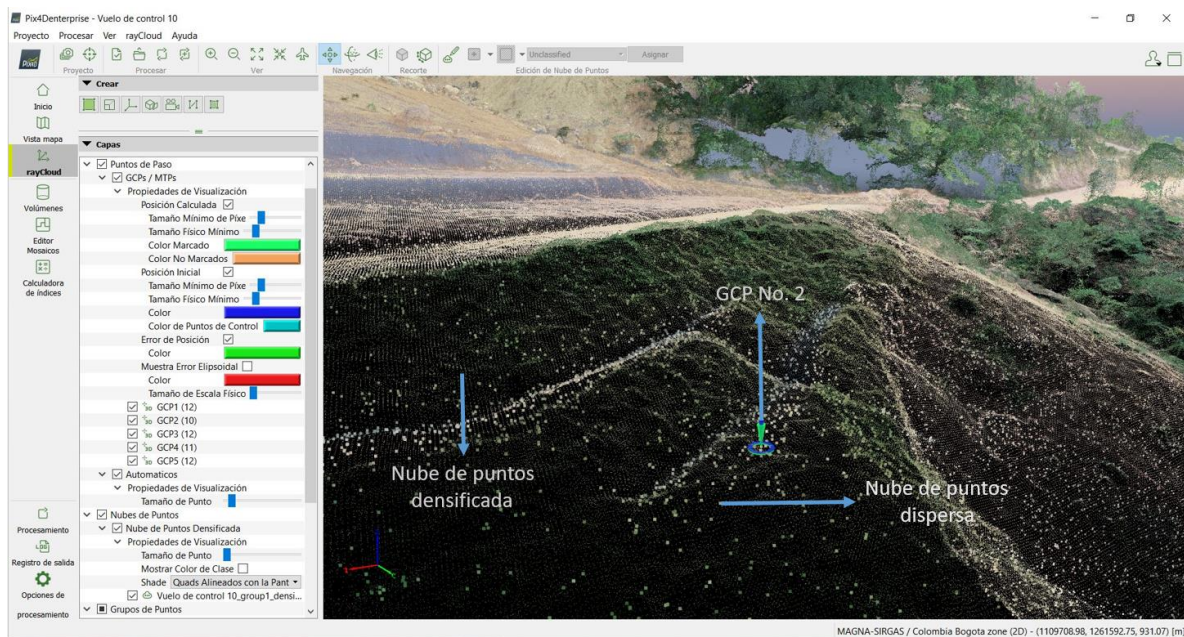 Pix4Denterprise - Vuelo de control 10
Proyecto Procesar Ver rayCloud Ayuda
Unclassified Asignar
Proyecto Procesar Ver Navegación Recorte Edición de Nube de Puntos
Inicio
Vista mapa
rayCloud
Volúmenes
Editor
Mosaicos
Calculadora
de índices
Procesamiento
Registro de salida
Opciones de
procesamiento
Crear
Capas
Puntos de Paso
GCPs / MTPs
Propiedades de Visualización
Posición Calculada
Tamaño Mínimo de Píxe
Tamaño Físico Mínimo
Color Marcado
Color No Marcados
Posición Inicial
Tamaño Mínimo de Píxe
Tamaño Físico Mínimo
Color
Color de Puntos de Control
Error de Posición
Color
Muestra Error Elipsoidal
Color
Tamaño de Escala Físico
GCP1 (12)
GCP2 (10)
GCP3 (12)
GCP4 (11)
GCP5 (12)
Automaticos
Propiedades de Visualización
Tamaño de Punto
Nubes de Puntos
Nube de Puntos Densificada
Propiedades de Visualización
Tamaño de Punto
Mostrar Color de Clase
Shade Quads Alineados con la Pant
Vuelo de control 10_group1_densi...
Grupos de Puntos
GCP No. 2
Nube de puntos
densificada
Nube de puntos
dispersa
MAGNA-SIRGAS / Colombia Bogota zone (2D) - (1109708.98, 1261592.75, 931.07) [m]